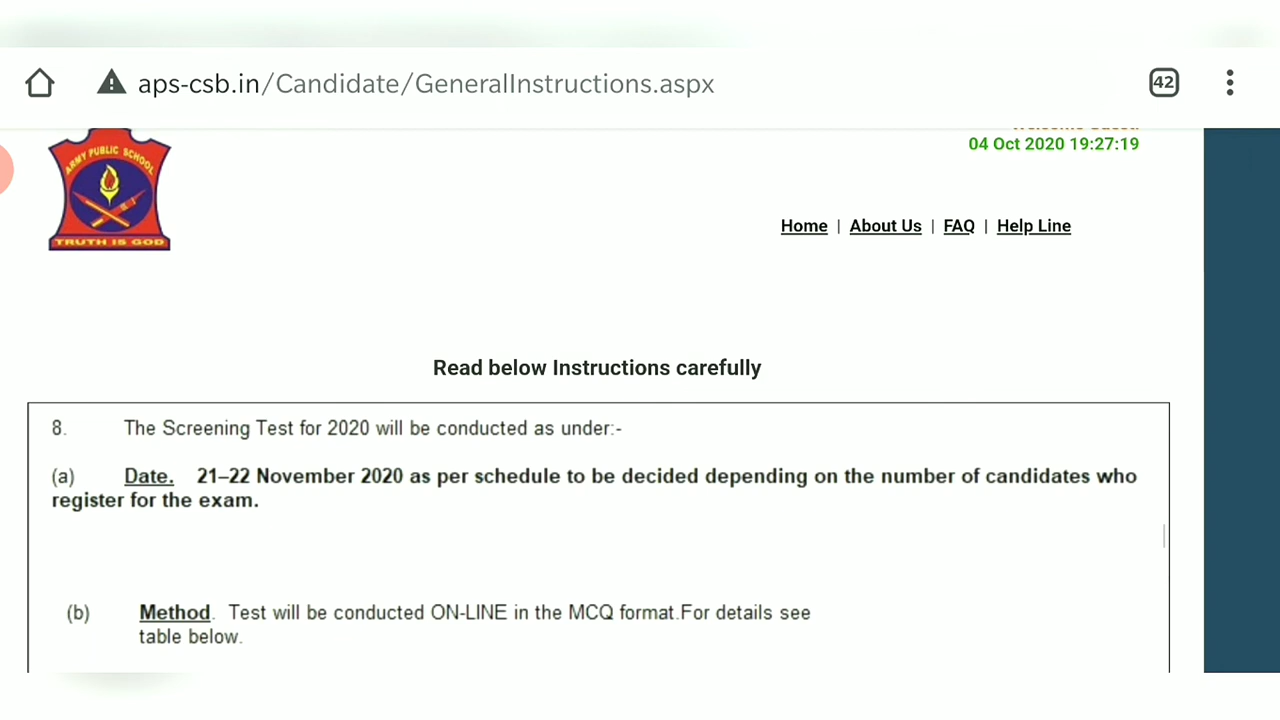 aps-csb.in/Candidate/GeneralInstructions.aspx
42
ARMY PUBLIC SCHOOL
TRUTH IS GOD
04 Oct 2020 19:27:19
Home | About Us | FAQ | Help Line
Read below Instructions carefully
8. The Screening Test for 2020 will be conducted as under:-
(a) Date. 21–22 November 2020 as per schedule to be decided depending on the number of candidates who
register for the exam.
(b) Method. Test will be conducted ON-LINE in the MCQ format.For details see
table below.